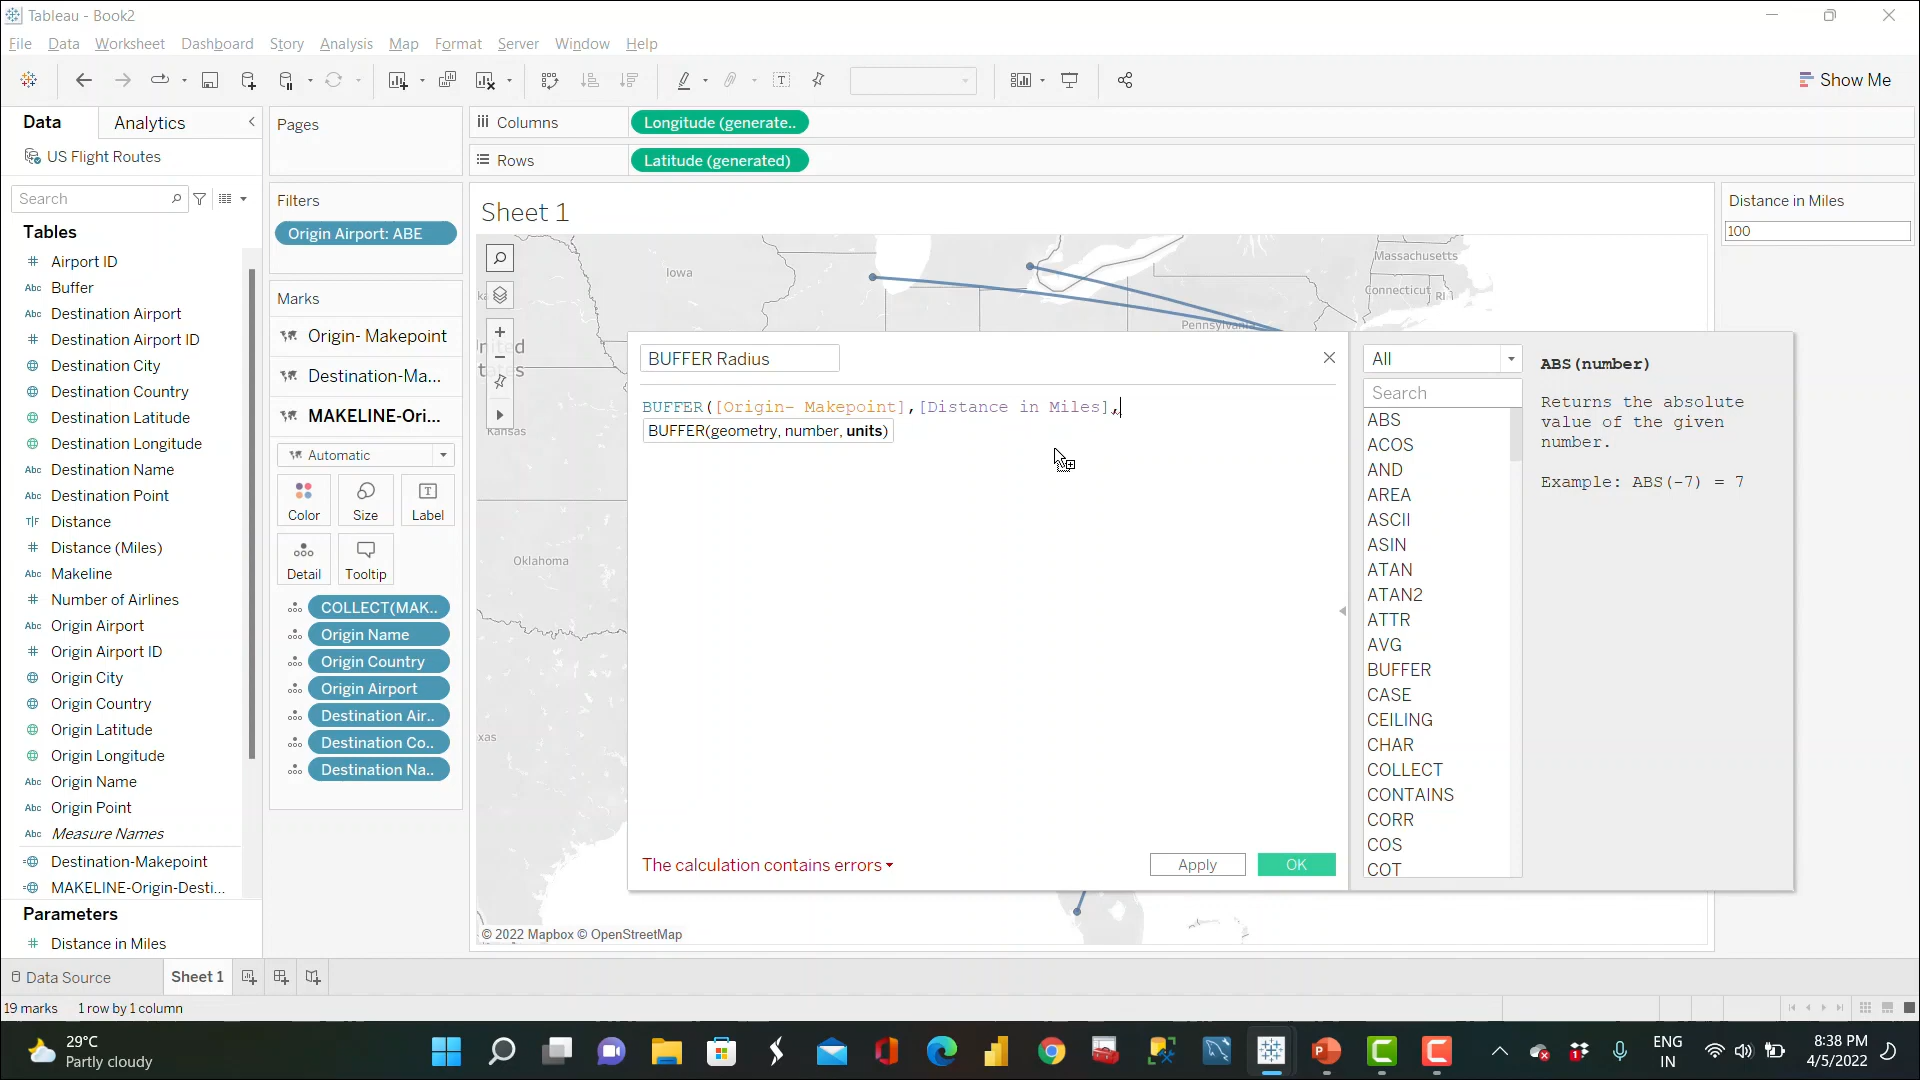 Tableau - Book2
File Data Worksheet Dashboard Story Analysis Map Format Server Window Help
Show Me
Data
Analytics
US Flight Routes
Search
Tables
Airport ID
Abc Buffer
Abc Destination Airport
Destination Airport ID
Destination City
Destination Country
Destination Latitude
Destination Longitude
Abc Destination Name
Abc Destination Point
T|F Distance
Distance (Miles)
Abc Makeline
Number of Airlines
Abc Origin Airport
Origin Airport ID
Origin City
Origin Country
Origin Latitude
Origin Longitude
Abc Origin Name
Abc Origin Point
Abc Measure Names
Destination-Makepoint
MAKELINE-Origin-Desti...
Parameters
# Distance in Miles
Pages
Filters
Origin Airport: ABE
Marks
Origin- Makepoint
Destination-Ma...
MAKELINE-Ori...
Automatic
Color
Size
Label
Detail
Tooltip
COLLECT(MAK..
Origin Name
Origin Country
Origin Airport
Destination Air..
Destination Co..
Destination Na..
Columns
Longitude (generate..
Rows
Latitude (generated)
Sheet 1
Iowa
Massachusetts
Connecticut
RI
Pennsylvania
Kansas
Oklahoma
xas
© 2022 Mapbox © OpenStreetMap
Distance in Miles
100
BUFFER Radius
BUFFER([Origin- Makepoint],[Distance in Miles],
BUFFER(geometry, number, units)
The calculation contains errors
Apply
OK
All
Search
ABS
ACOS
AND
AREA
ASCII
ASIN
ATAN
ATAN2
ATTR
AVG
BUFFER
CASE
CEILING
CHAR
COLLECT
CONTAINS
CORR
COS
COT
ABS(number)
Returns the absolute
value of the given
number.
Example: ABS(-7) = 7
Data Source
Sheet 1
19 marks 1 row by 1 column
29°C
Partly cloudy
ENG
IN
8:38 PM
4/5/2022